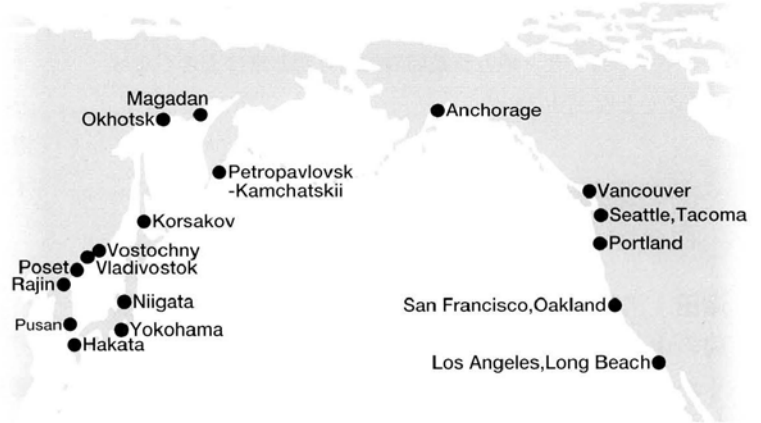 Magadan
Okhotsk
Anchorage
Petropavlovsk
-Kamchatskii
Vancouver
Seattle,Tacoma
Korsakov
Portland
Vostochny
Poset
Vladivostok
Rajin
Niigata
San Francisco,Oakland
Pusan
Yokohama
Hakata
Los Angeles,Long Beach